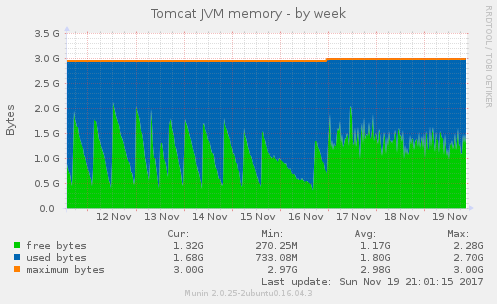 Tomcat JVM memory - by week
RRDTOOL / TOBI OETIKER
Bytes
3.5 G
3.0 G
2.5 G
2.0 G
1.5 G
1.0 G
0.5 G
0.0
12 Nov 13 Nov 14 Nov 15 Nov 16 Nov 17 Nov 18 Nov 19 Nov
Cur: Min: Avg: Max:
free bytes 1.32G 270.25M 1.17G 2.28G
used bytes 1.68G 733.08M 1.80G 2.70G
maximum bytes 3.00G 2.97G 2.98G 3.00G
Last update: Sun Nov 19 21:01:15 2017
Munin 2.0.25-2ubuntu0.16.04.3